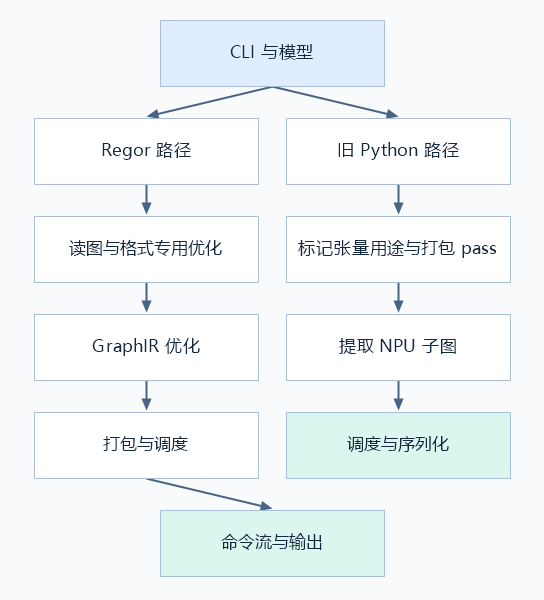 CLI 与模型
Regor 路径
旧 Python 路径
读图与格式专用优化
标记张量用途与打包 pass
GraphIR 优化
提取 NPU 子图
打包与调度
调度与序列化
命令流与输出